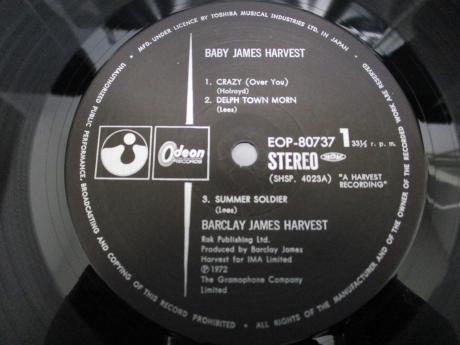 MFD. UNDER LICENCE BY TOSHIBA MUSICAL INDUSTRIES LTD. IN JAPAN
BABY JAMES HARVEST
1. CRAZY (Over You)
(Holroyd)
2. DELPH TOWN MORN
(Lees)
Odeon
RECORDS
EOP-80737 1 33⅓ r. p. m.
STEREO
(SHSP. 4023A) "A HARVEST
RECORDING"
3. SUMMER SOLDIER
(Lees)
BARCLAY JAMES HARVEST
Rak Publishing Ltd.
Produced by Barclay James
Harvest for IMA Limited
Ⓟ1972
The Gramophone Company
Limited
UNAUTHORIZED PUBLIC PERFORMANCE, BROADCASTING AND COPYING OF THIS RECORD PROHIBITED • ALL RIGHTS OF THE MANUFACTURER AND OF THE OWNER OF THE RECORDED WORK ARE RESERVED